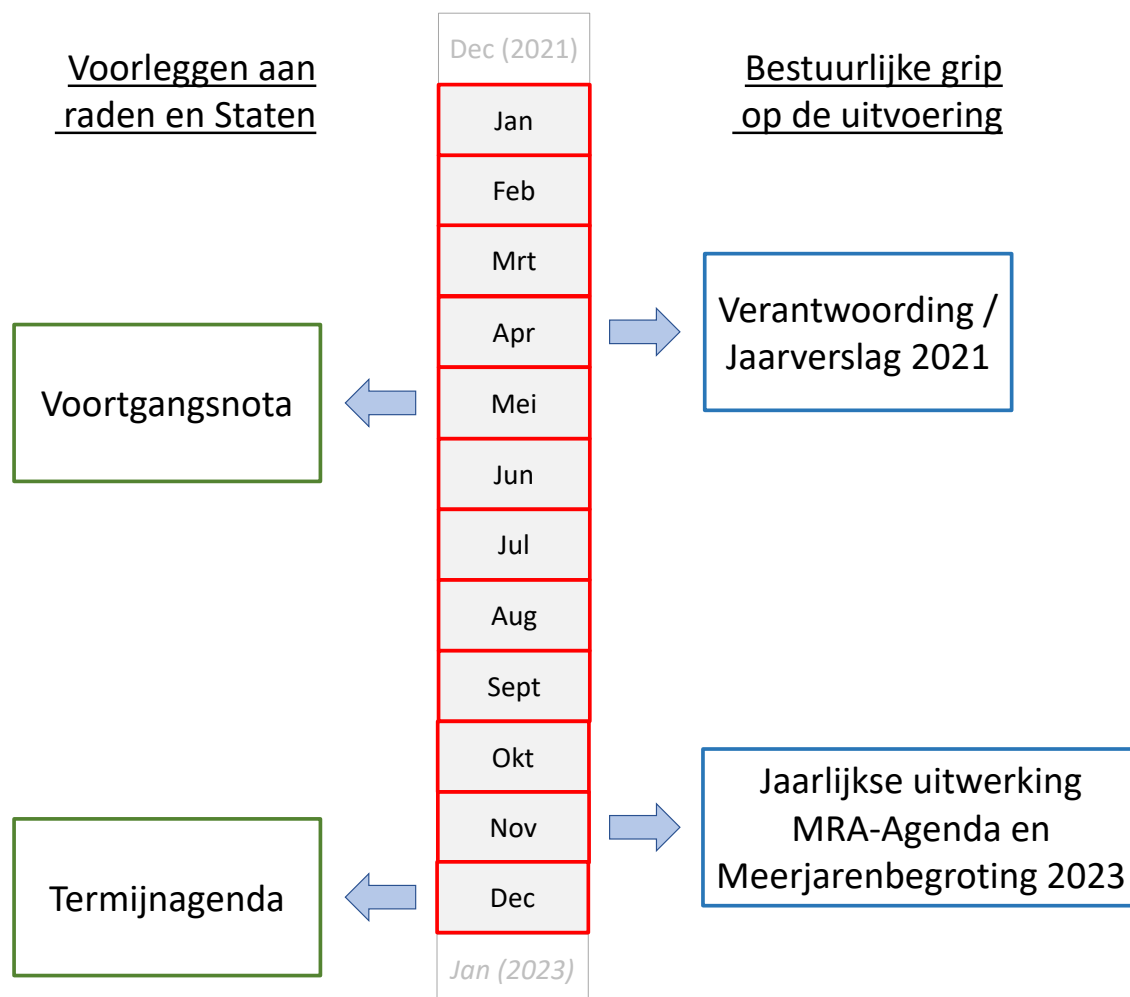 Dec (2021)
Voorleggen aan
raden en Staten
Bestuurlijke grip
op de uitvoering
Jan
Feb
Mrt
Apr
Verantwoording /
Jaarverslag 2021
Voortgangsnota
Mei
Jun
Jul
Aug
Sept
Okt
Nov
Jaarlijkse uitwerking
MRA-Agenda en
Meerjarenbegroting 2023
Termijnagenda
Dec
Jan (2023)